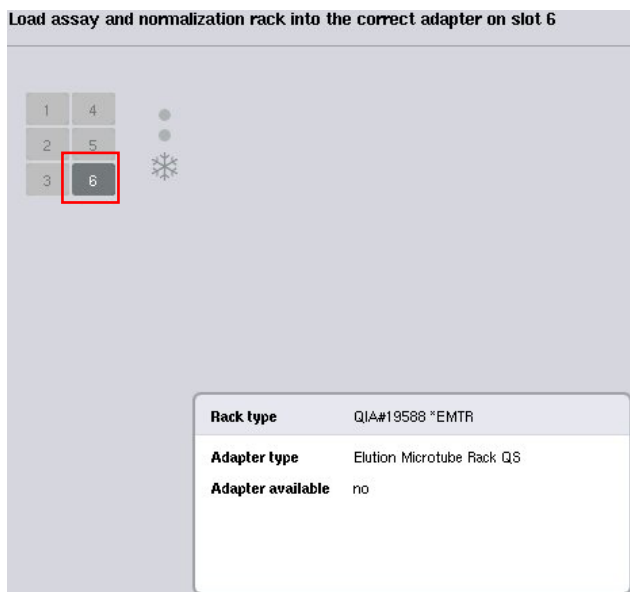 Load assay and normalization rack into the correct adapter on slot 6
1 4
2 5
3 6
Rack type QIA#19588 *EMTR
Adapter type Elution Microtube Rack QS
Adapter available no